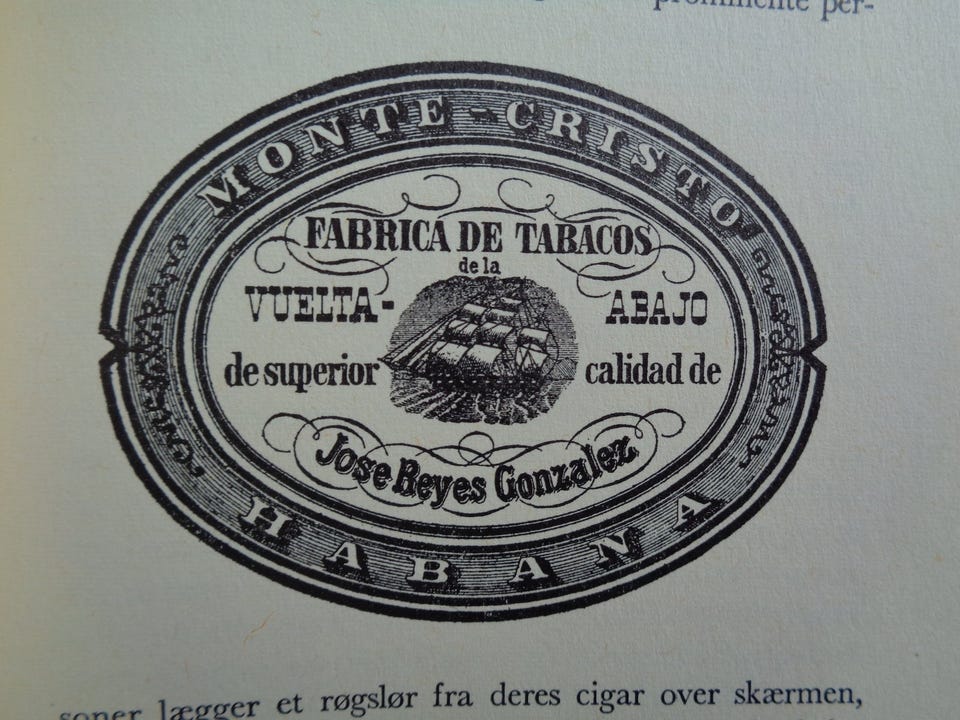 prominente per-
MONTE-CRISTO
FABRICA DE TABACOS
de la
VUELTA- ABAJO
de superior calidad de
Jose Reyes Gonzalez
HABANA
soner lægger et røgslør fra deres cigar over skærmen,